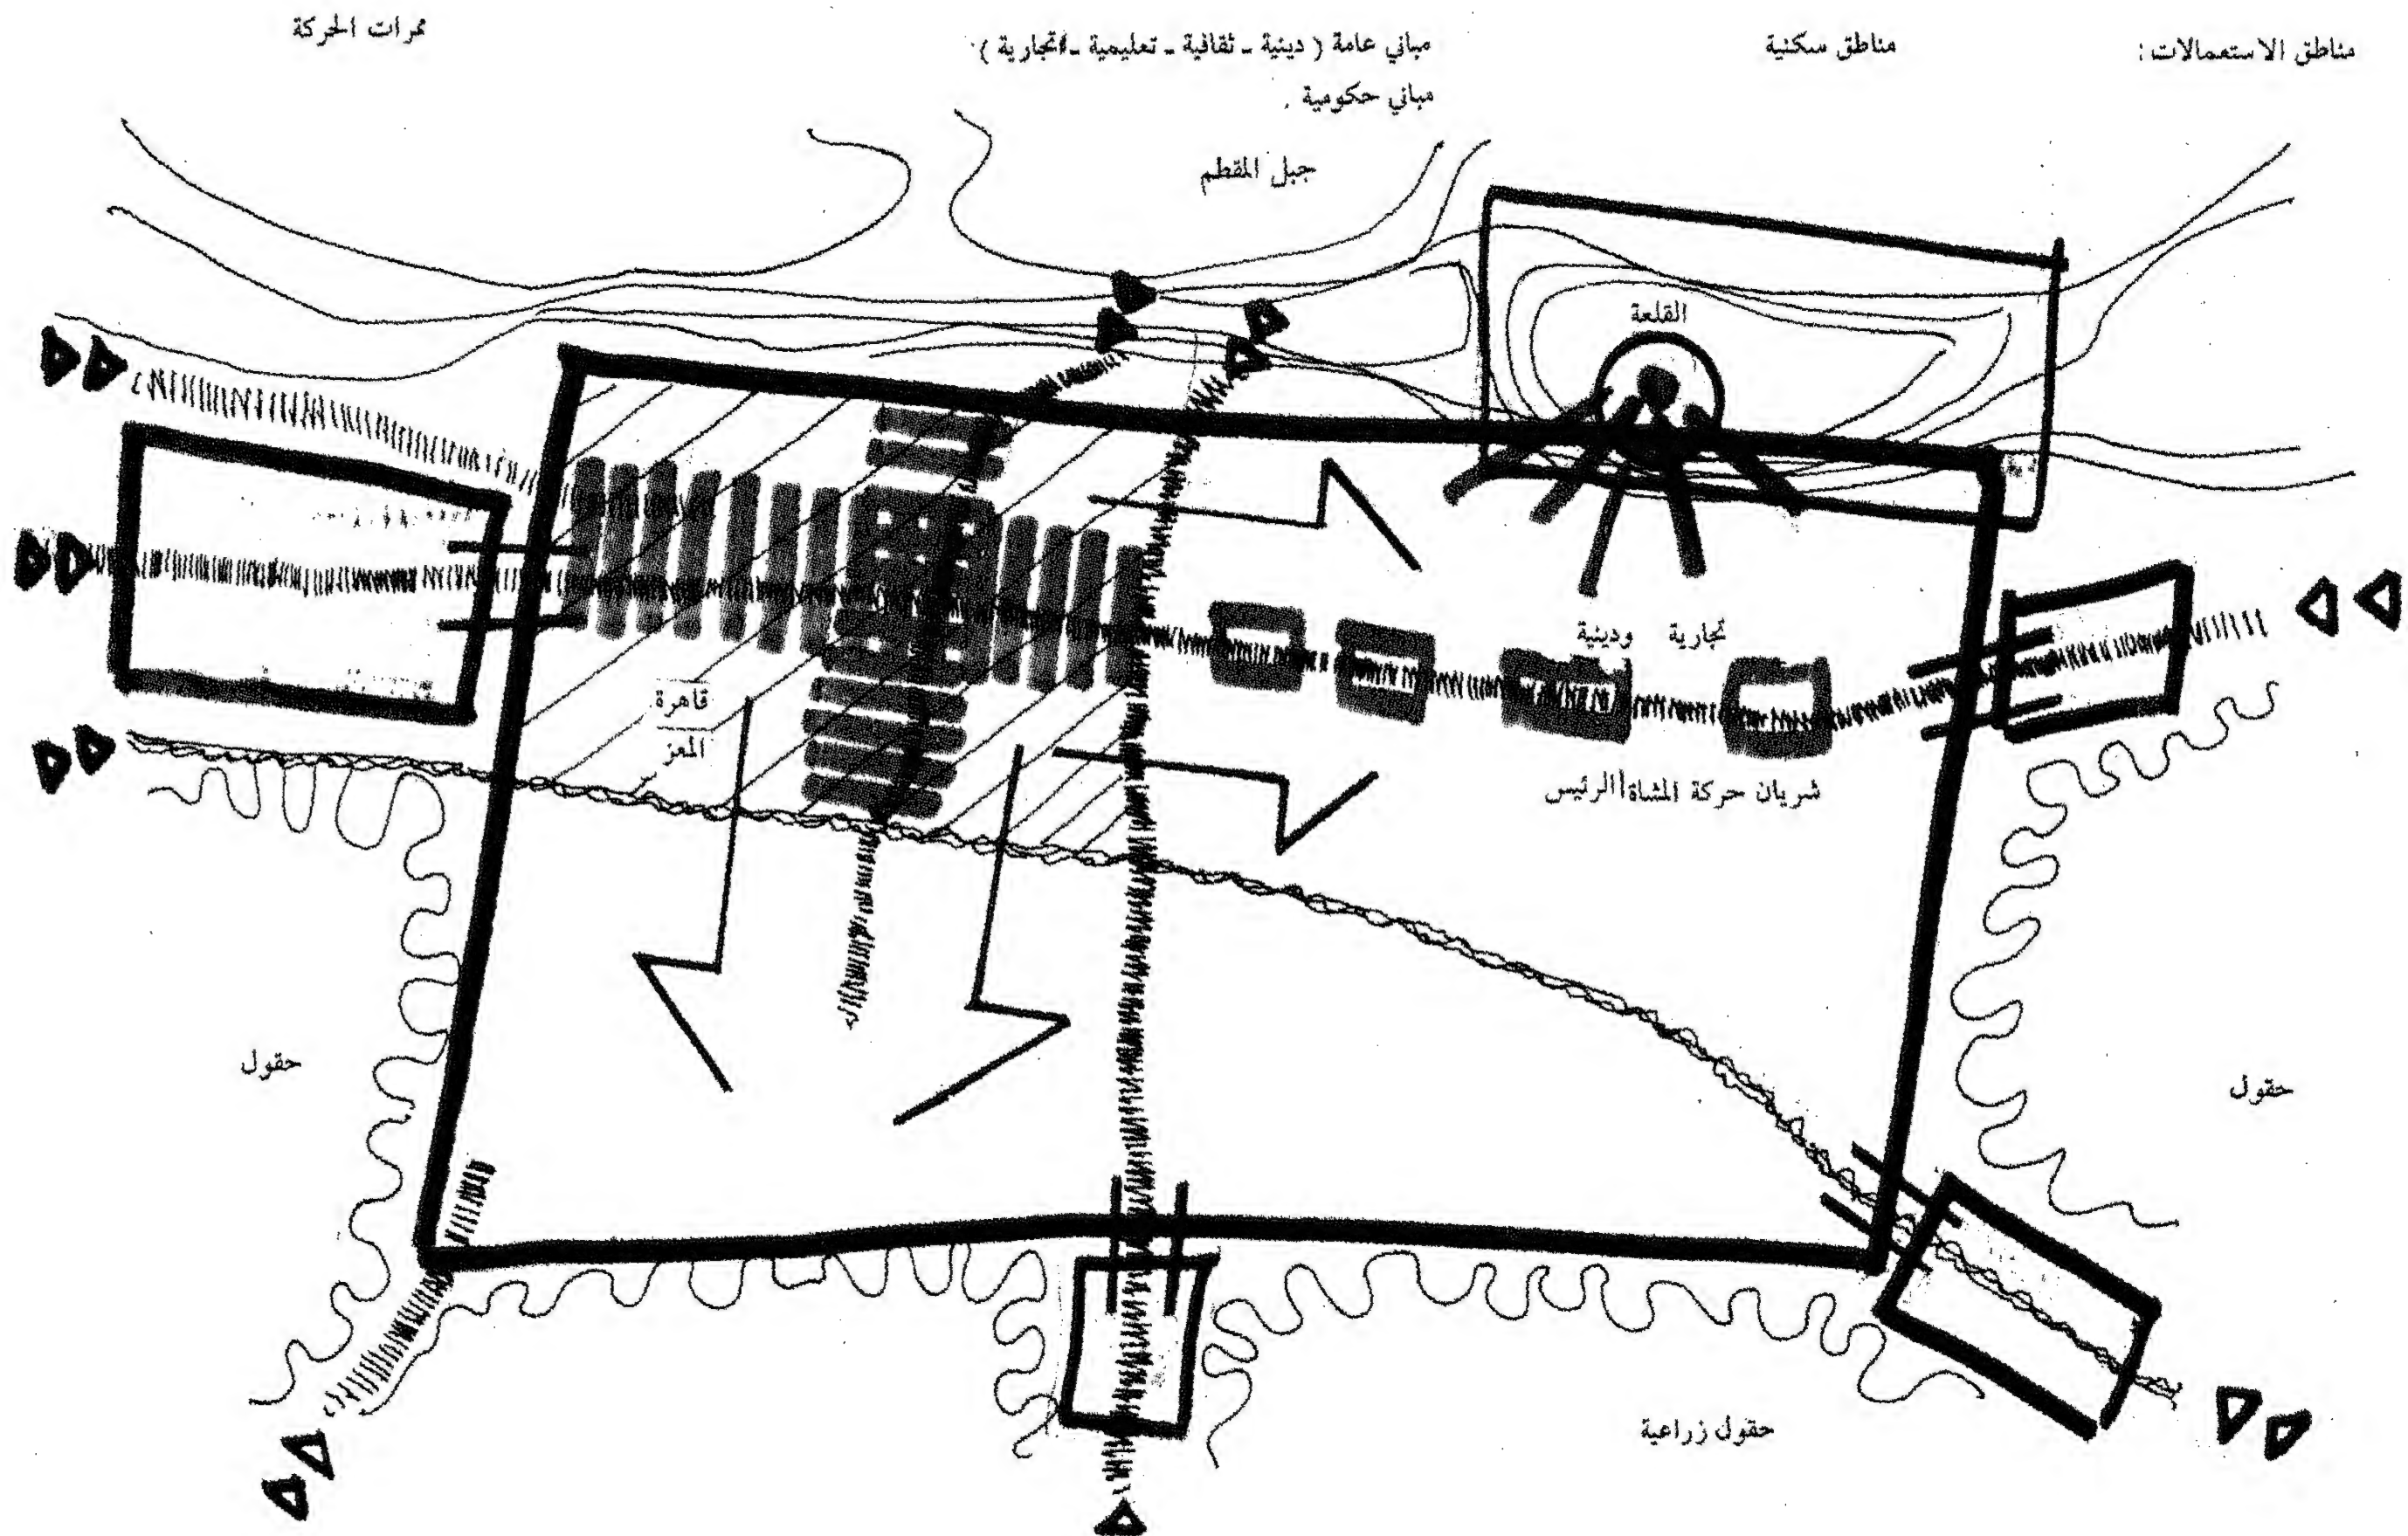 مناطق الاستعمالات :
مناطق سكنية
مباني عامة ( دينية ـ ثقافية ـ تعليمية ـ تجارية )
مباني حكومية .
ممرات الحركة
جبل المقطم
القلعة
تجارية ودينية
قاهرة
المعز
شريان حركة المشاة الرئيس
حقول
حقول
حقول زراعية